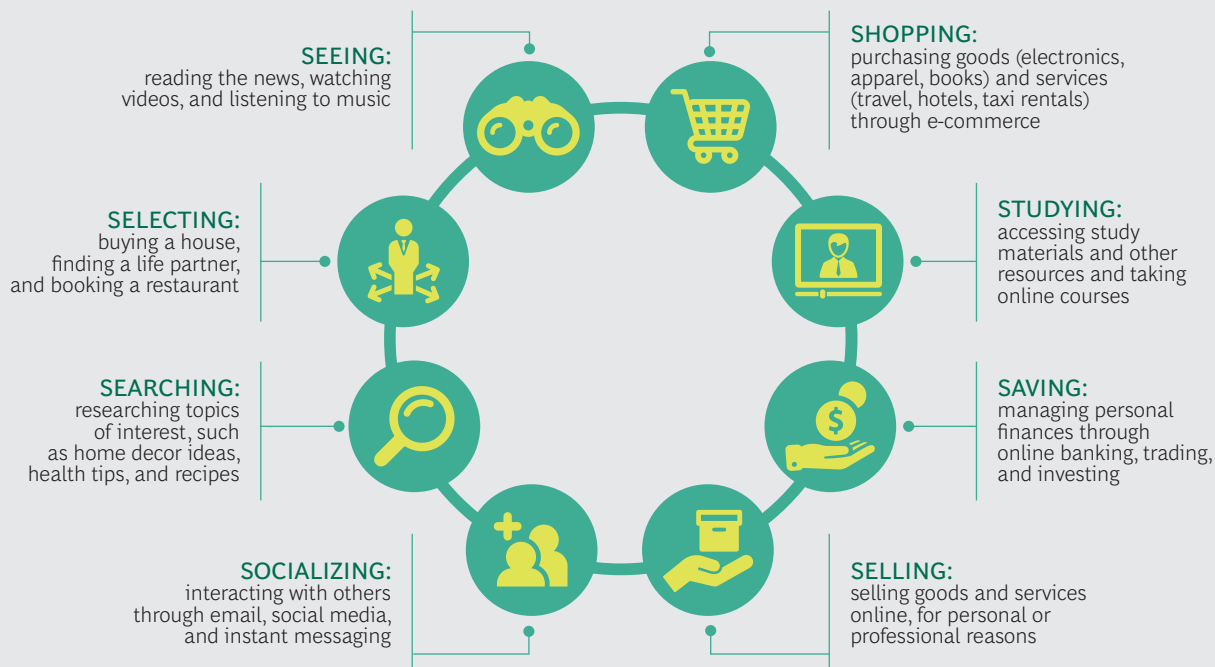 SEEING:
reading the news, watching
videos, and listening to music
SHOPPING:
purchasing goods (electronics,
apparel, books) and services
(travel, hotels, taxi rentals)
through e-commerce
SELECTING:
buying a house,
finding a life partner,
and booking a restaurant
STUDYING:
accessing study
materials and other
resources and taking
online courses
SEARCHING:
researching topics
of interest, such
as home decor ideas,
health tips, and recipes
SAVING:
managing personal
finances through
online banking, trading,
and investing
$
SOCIALIZING:
interacting with others
through email, social media,
and instant messaging
SELLING:
selling goods and services
online, for personal or
professional reasons